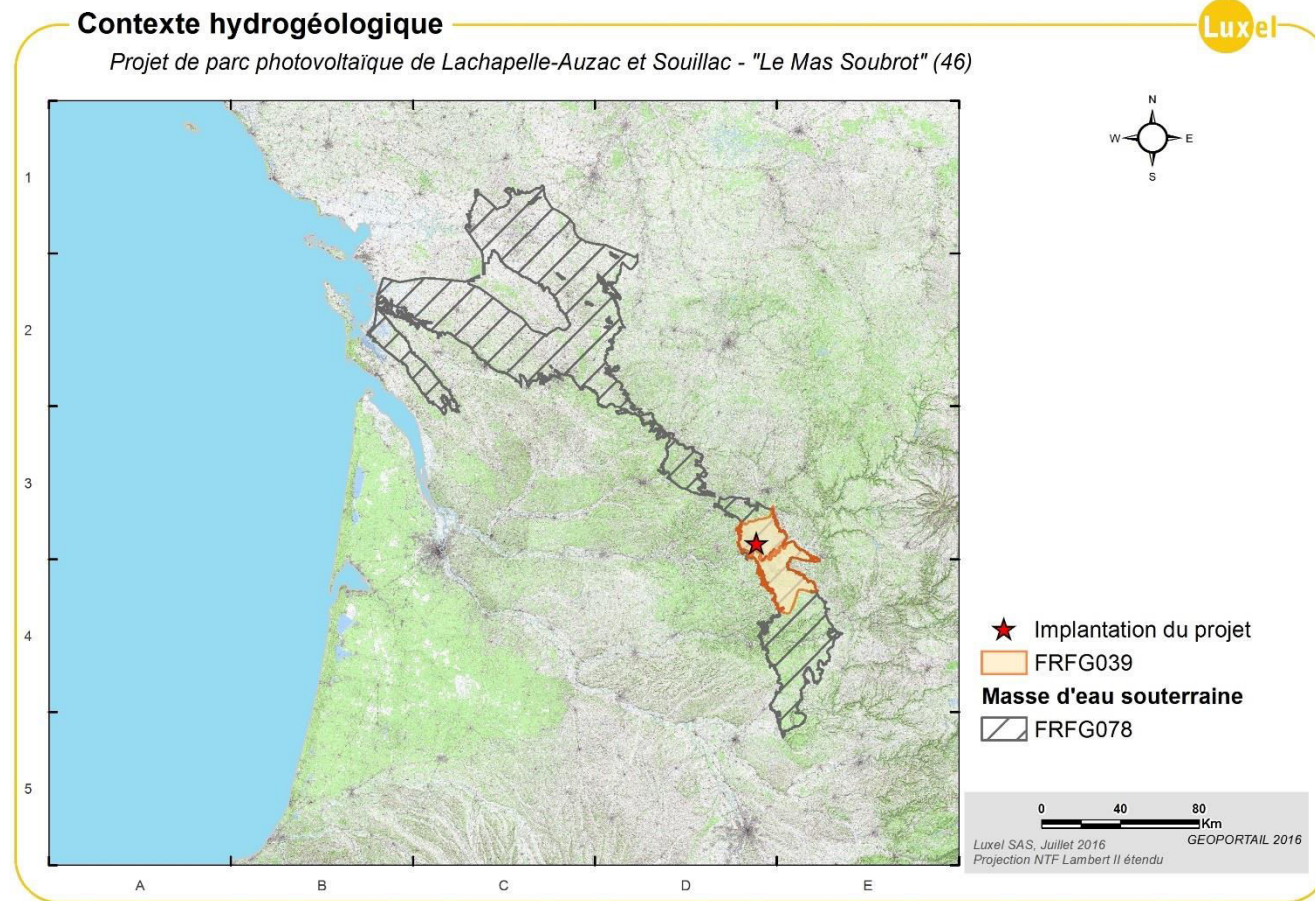 Contexte hydrogéologique
Luxel
Projet de parc photovoltaïque de Lachapelle-Auzac et Souillac - "Le Mas Soubrot" (46)
N
W E
S
1
2
3
4
5
Implantation du projet
FRFG039
Masse d'eau souterraine
FRFG078
0 40 80
Km
GEOPORTAIL 2016
Luxel SAS, Juillet 2016
Projection NTF Lambert II étendu
A B C D E